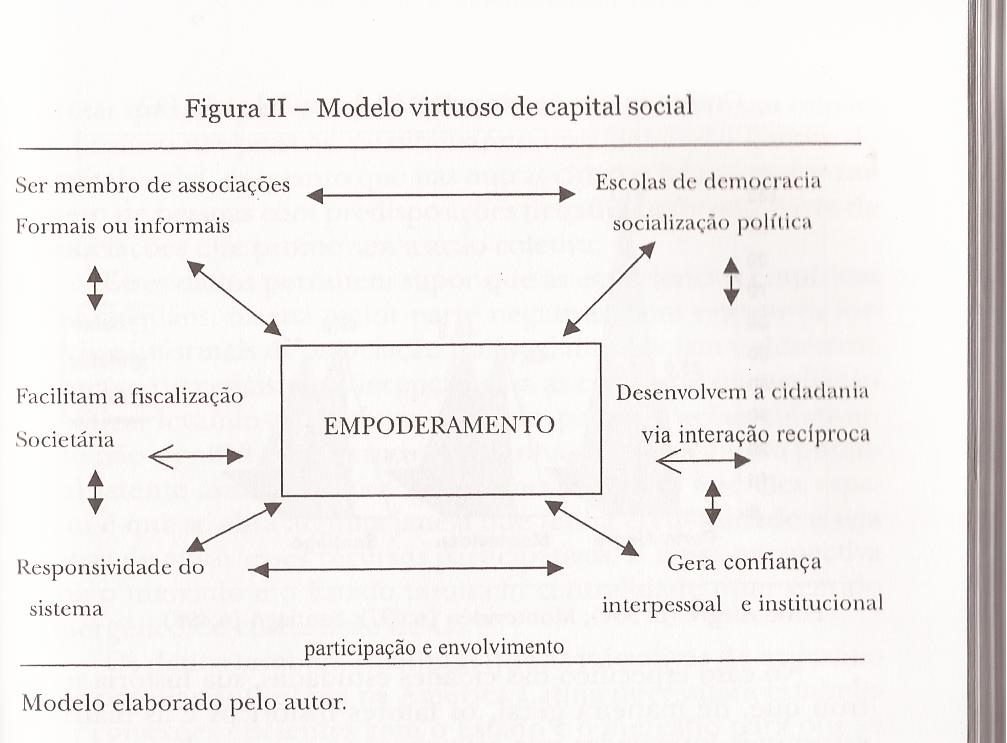 Figura II – Modelo virtuoso de capital social
Ser membro de associações
Formais ou informais
Escolas de democracia
socialização política
Facilitam a fiscalização
Societária
EMPODERAMENTO
Desenvolvem a cidadania
via interação recíproca
Responsividade do
sistema
Gera confiança
interpessoal e institucional
participação e envolvimento
Modelo elaborado pelo autor.